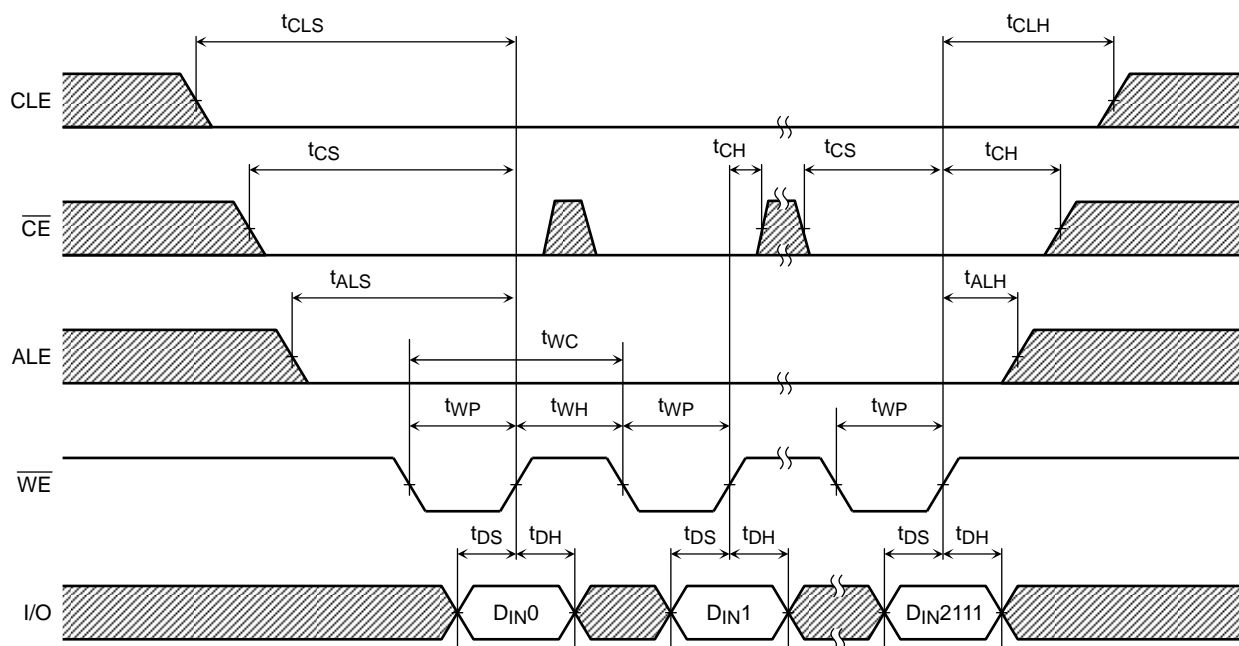 tCLS
tCLH
CLE
tCS
tCH
tCS
tCH
CE
tALS
tALH
ALE
tWC
tWP
tWH
tWP
tWP
WE
tDS
tDH
tDS
tDH
tDS
tDH
I/O
DIN0
DIN1
DIN2111